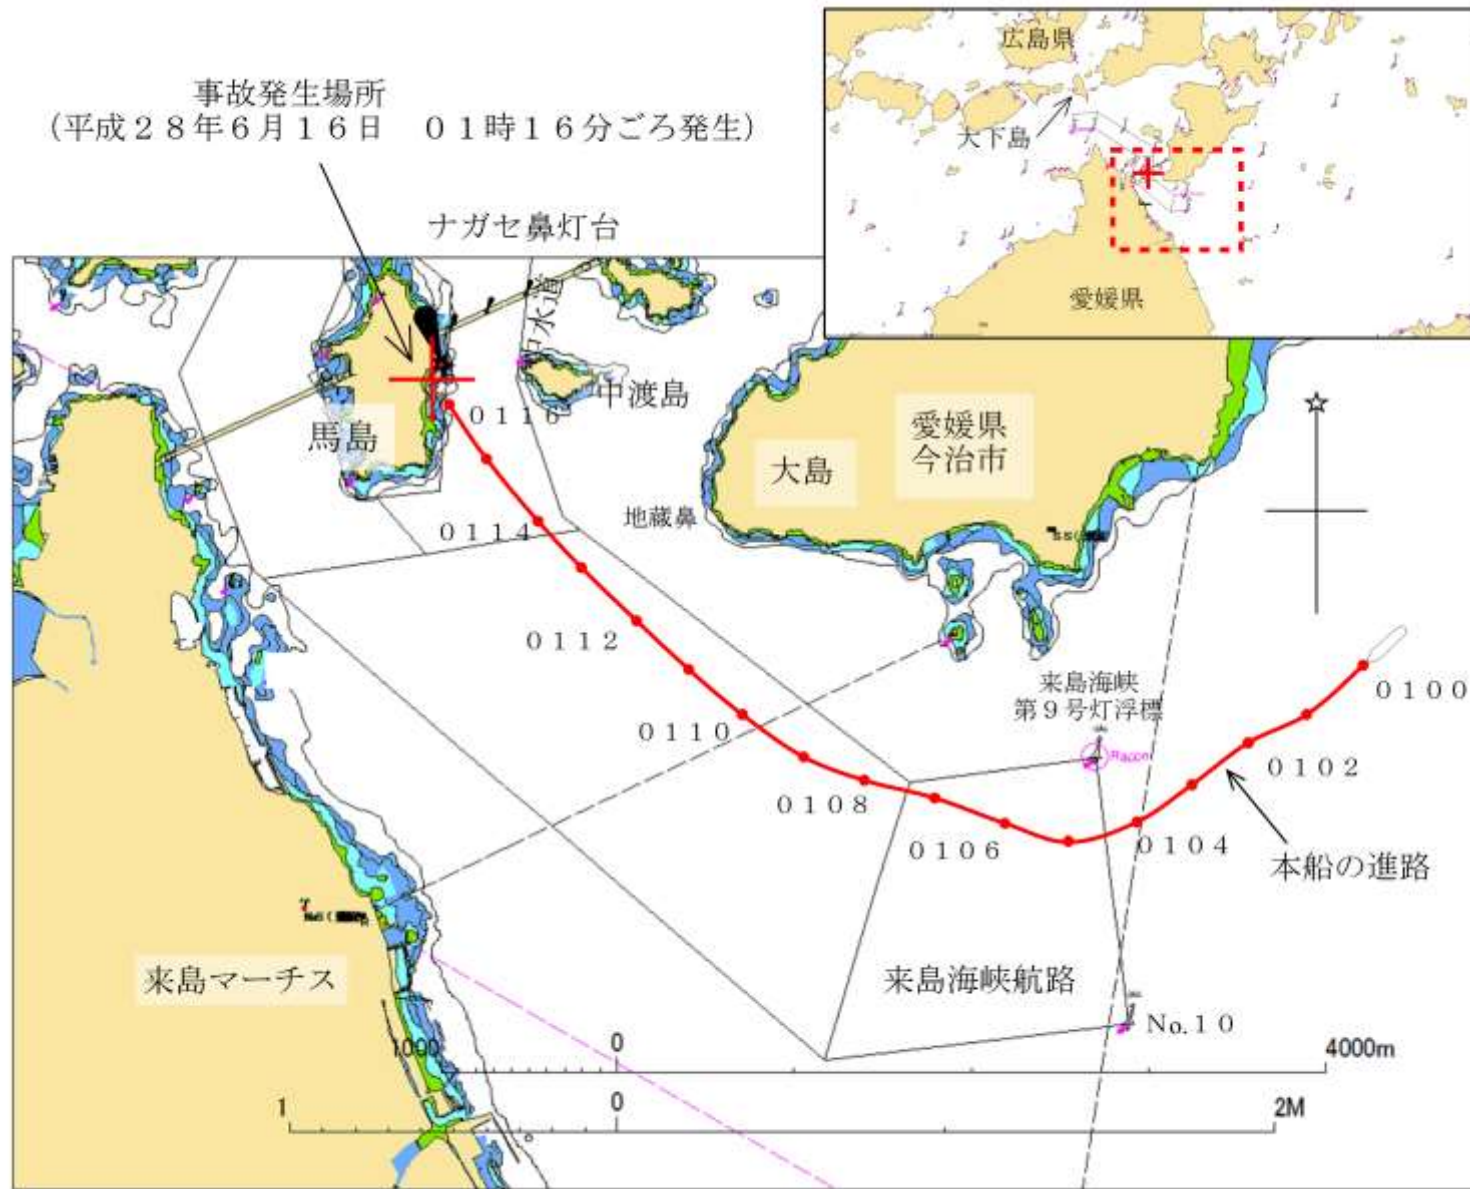 広島県
大下島
愛媛県
事故発生場所
(平成28年6月16日 01時16分ごろ発生)
ナガセ鼻灯台
水道
中渡島
馬島
0116
大島
愛媛県
今治市
地蔵鼻
0114
0112
来島海峡
第9号灯浮標
Racon
0100
0110
0102
0108
0106
0104
本船の進路
来島マーチス
来島海峡航路
No.10
1000
0
4000m
1
0
2M